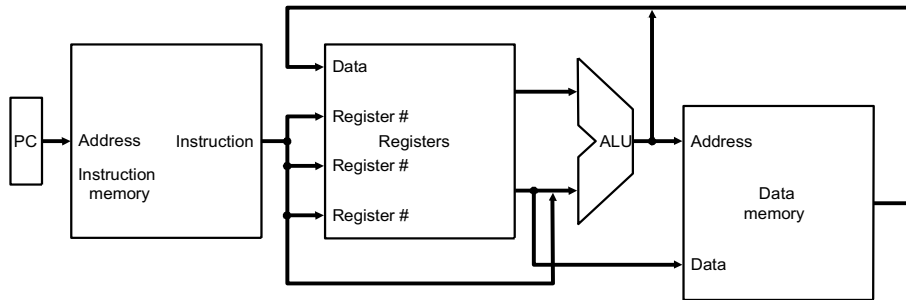 PC
Address
Instruction
Instruction
memory
Data
Register #
Registers
Register #
Register #
ALU
Address
Data
memory
Data